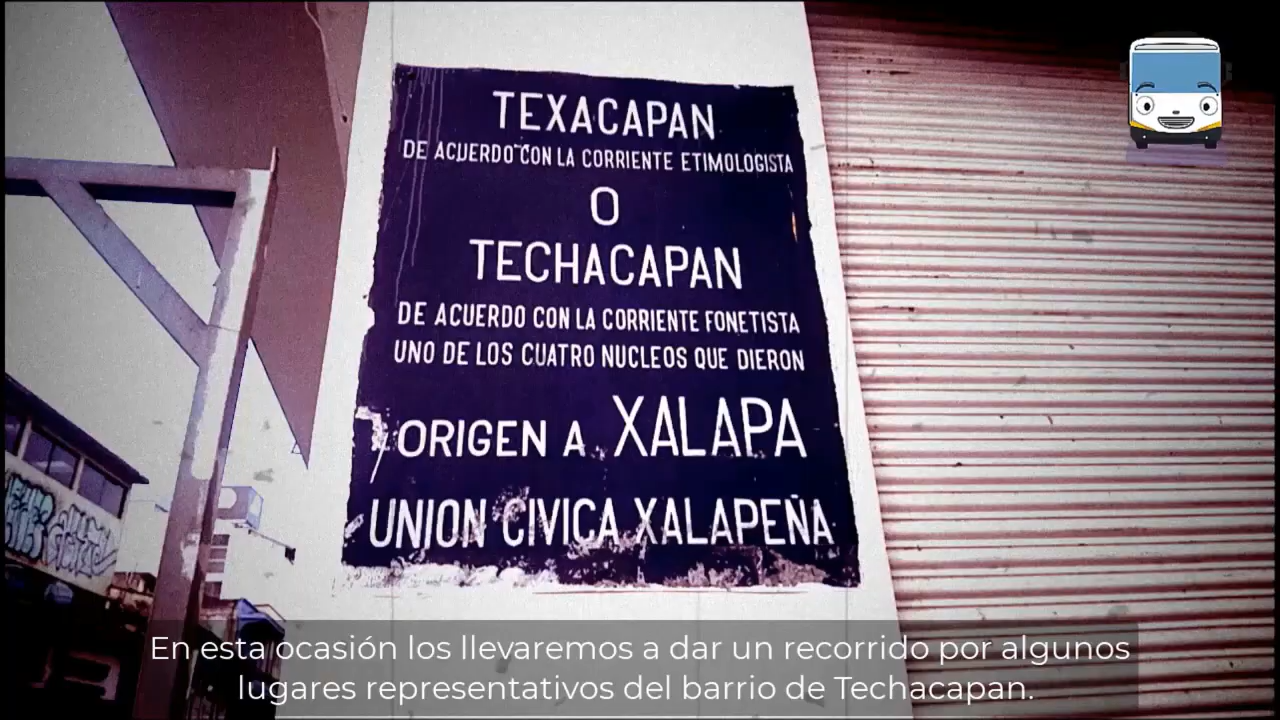 TEXACAPAN
DE ACUERDO CON LA CORRIENTE ETIMOLOGISTA
O
TECHACAPAN
DE ACUERDO CON LA CORRIENTE FONETISTA
UNO DE LOS CUATRO NUCLEOS QUE DIERON
ORIGEN A XALAPA
UNION CIVICA XALAPEÑA
En esta ocasión los llevaremos a dar un recorrido por algunos
lugares representativos del barrio de Techacapan.